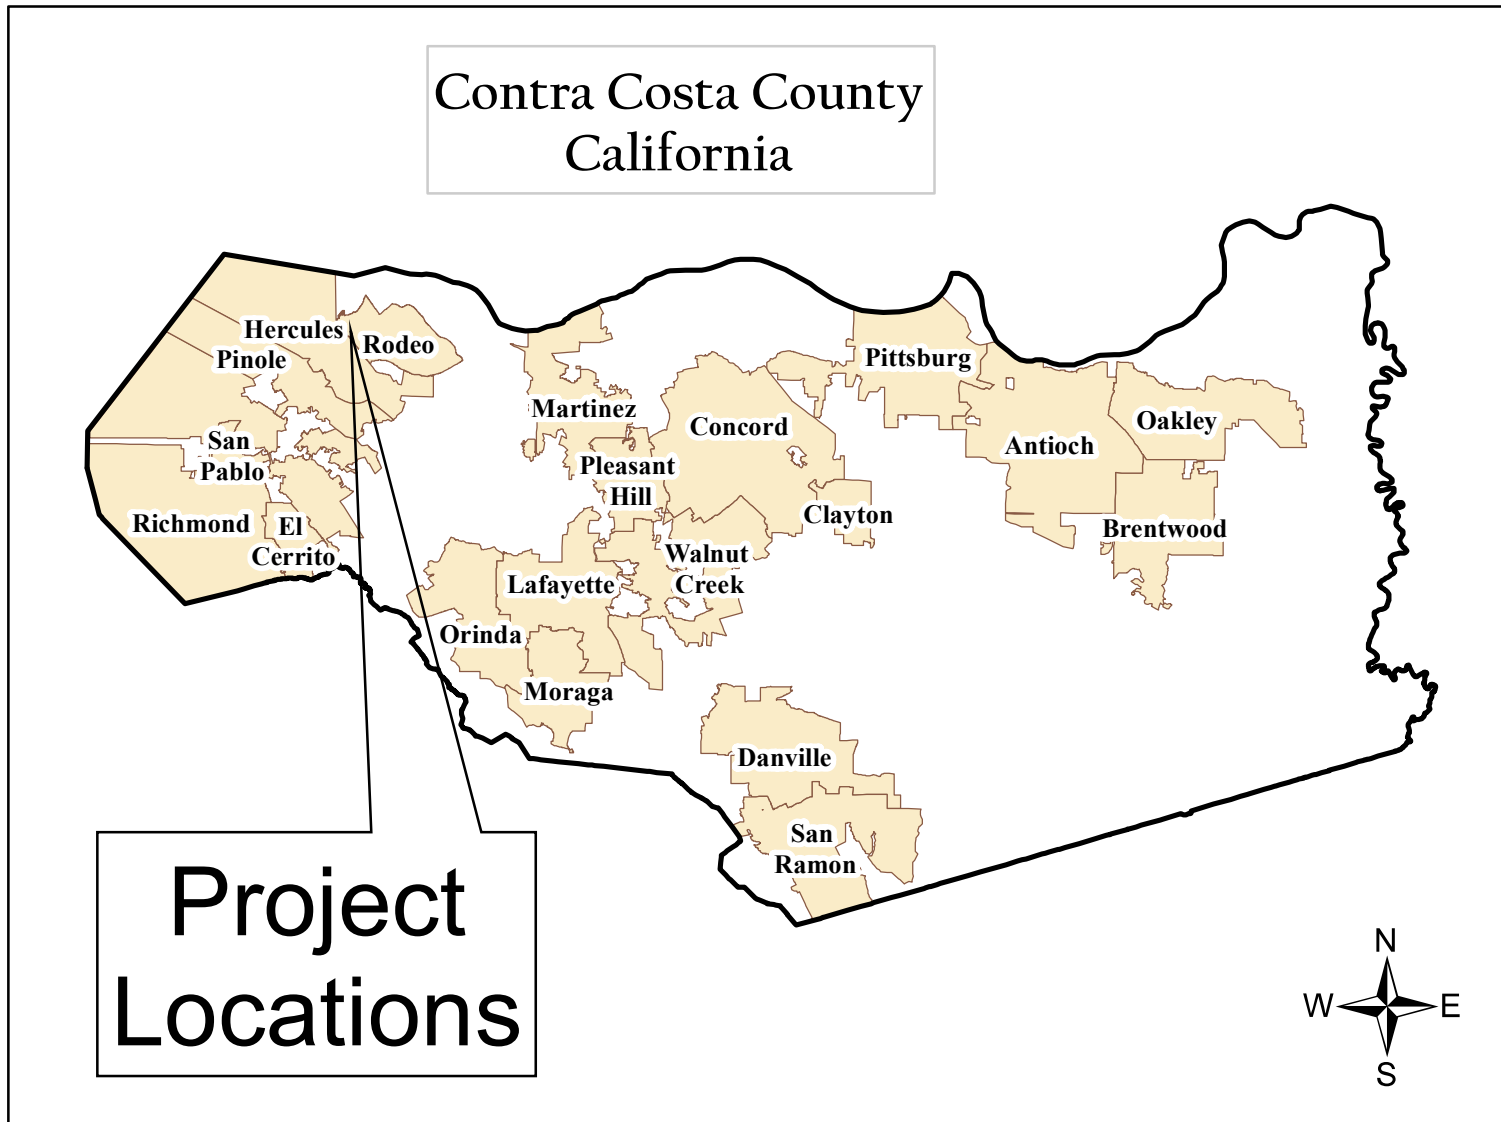 Contra Costa County
California
Hercules
Rodeo
Pinole
Pittsburg
Martinez
Concord
Oakley
San
Pablo
Antioch
Pleasant
Hill
Clayton
Richmond
El
Cerrito
Brentwood
Walnut
Creek
Lafayette
Orinda
Moraga
Danville
San
Ramon
Project
Locations
N
W
E
S